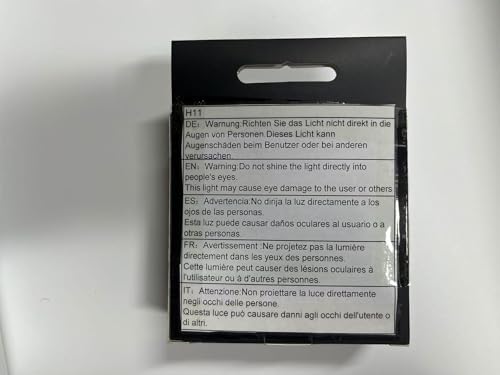 H11
DE：Warnung:Richten Sie das Licht nicht direkt in die
Augen von Personen.Dieses Licht kann
Augenschäden beim Benutzer oder bei anderen
verursachen.
EN：Warning:Do not shine the light directly into
people's eyes.
This light may cause eye damage to the user or others
ES：Advertencia:No dirija la luz directamente a los
ojos de las personas.
Esta luz puede causar daños oculares al usuario o a
otras personas.
FR：Avertissement :Ne projetez pas la lumière
directement dans les yeux des personnes.
Cette lumière peut causer des lésions oculaires à
l'utilisateur ou à d'autres personnes.
IT：Attenzione:Non proiettare la luce direttamente
negli occhi delle persone.
Questa luce può causare danni agli occhi dell'utente o
di altri.